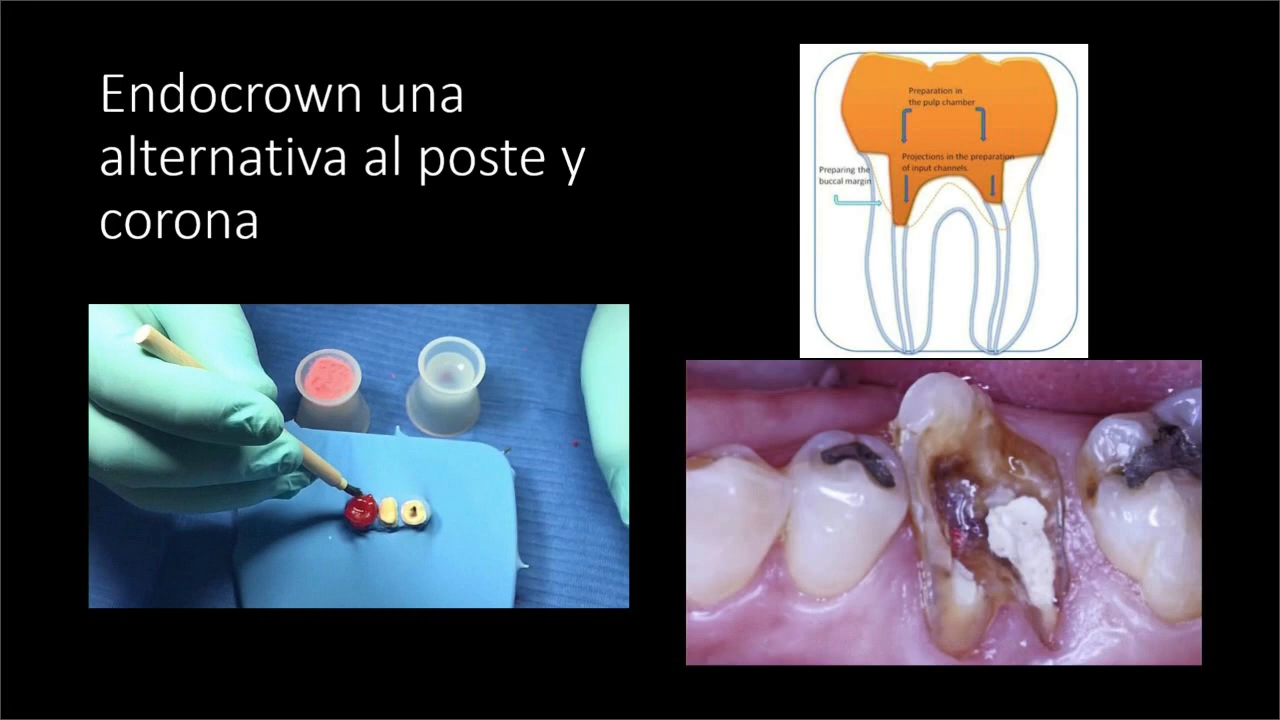 Endocrown una
alternativa al poste y
corona
Preparation in
the pulp chamber
Projections in the preparation
of input channels
Preparing the
buccal margin